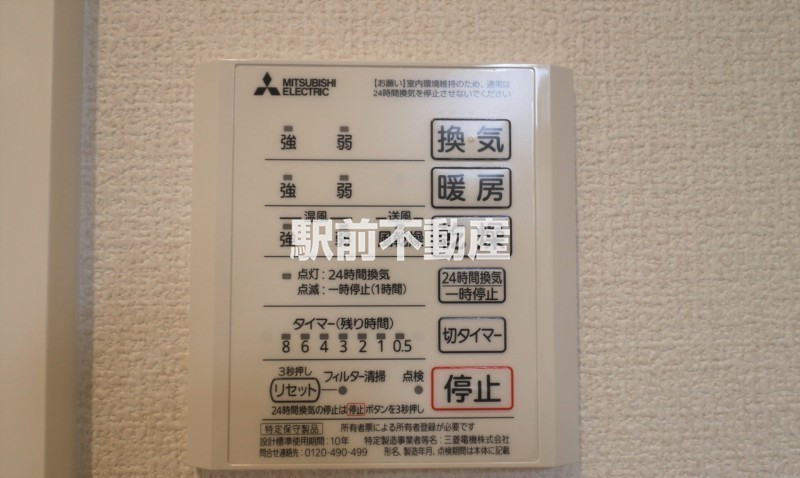 MITSUBISHI
ELECTRIC
【お願い】室内環境維持のため、通常は
24時間換気を停止させないでください
強 弱 換気
強 弱 暖房
温風 送風
強
駅前不動産
点灯:24時間換気
点滅:一時停止(1時間)
24時間換気
一時停止
タイマー(残り時間)
8 6 4 3 2 1 0.5
切タイマー
3秒押し
リセット フィルター清掃 点検
停止
24時間換気の停止は停止ボタンを3秒押し
特定保守製品 所有者票による所有者登録が必要です
設計標準使用期間:10年 特定製造事業者等名:三菱電機株式会社
問合せ連絡先:0120-490-499 形名、製造年月、点検期間は本体に記載